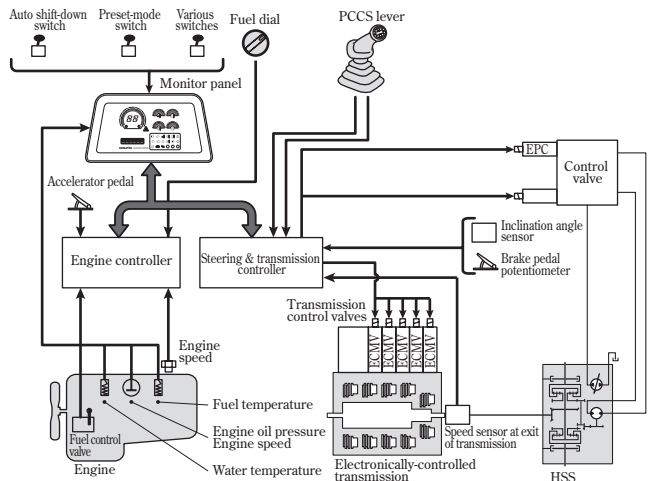 Auto shift-down
switch
Preset-mode
switch
Various
switches
Fuel dial
PCCS lever
Monitor panel
88
EPC
Control
valve
Accelerator pedal
Inclination angle
sensor
Brake pedal
potentiometer
Engine controller
Steering & transmission
controller
Transmission
control valves
Engine
speed
ECMV
ECMV
ECMV
ECMV
ECMV
Fuel temperature
Engine oil pressure
Engine speed
Water temperature
Fuel control
valve
Engine
Speed sensor at exit
of transmission
Electronically-controlled
transmission
HSS